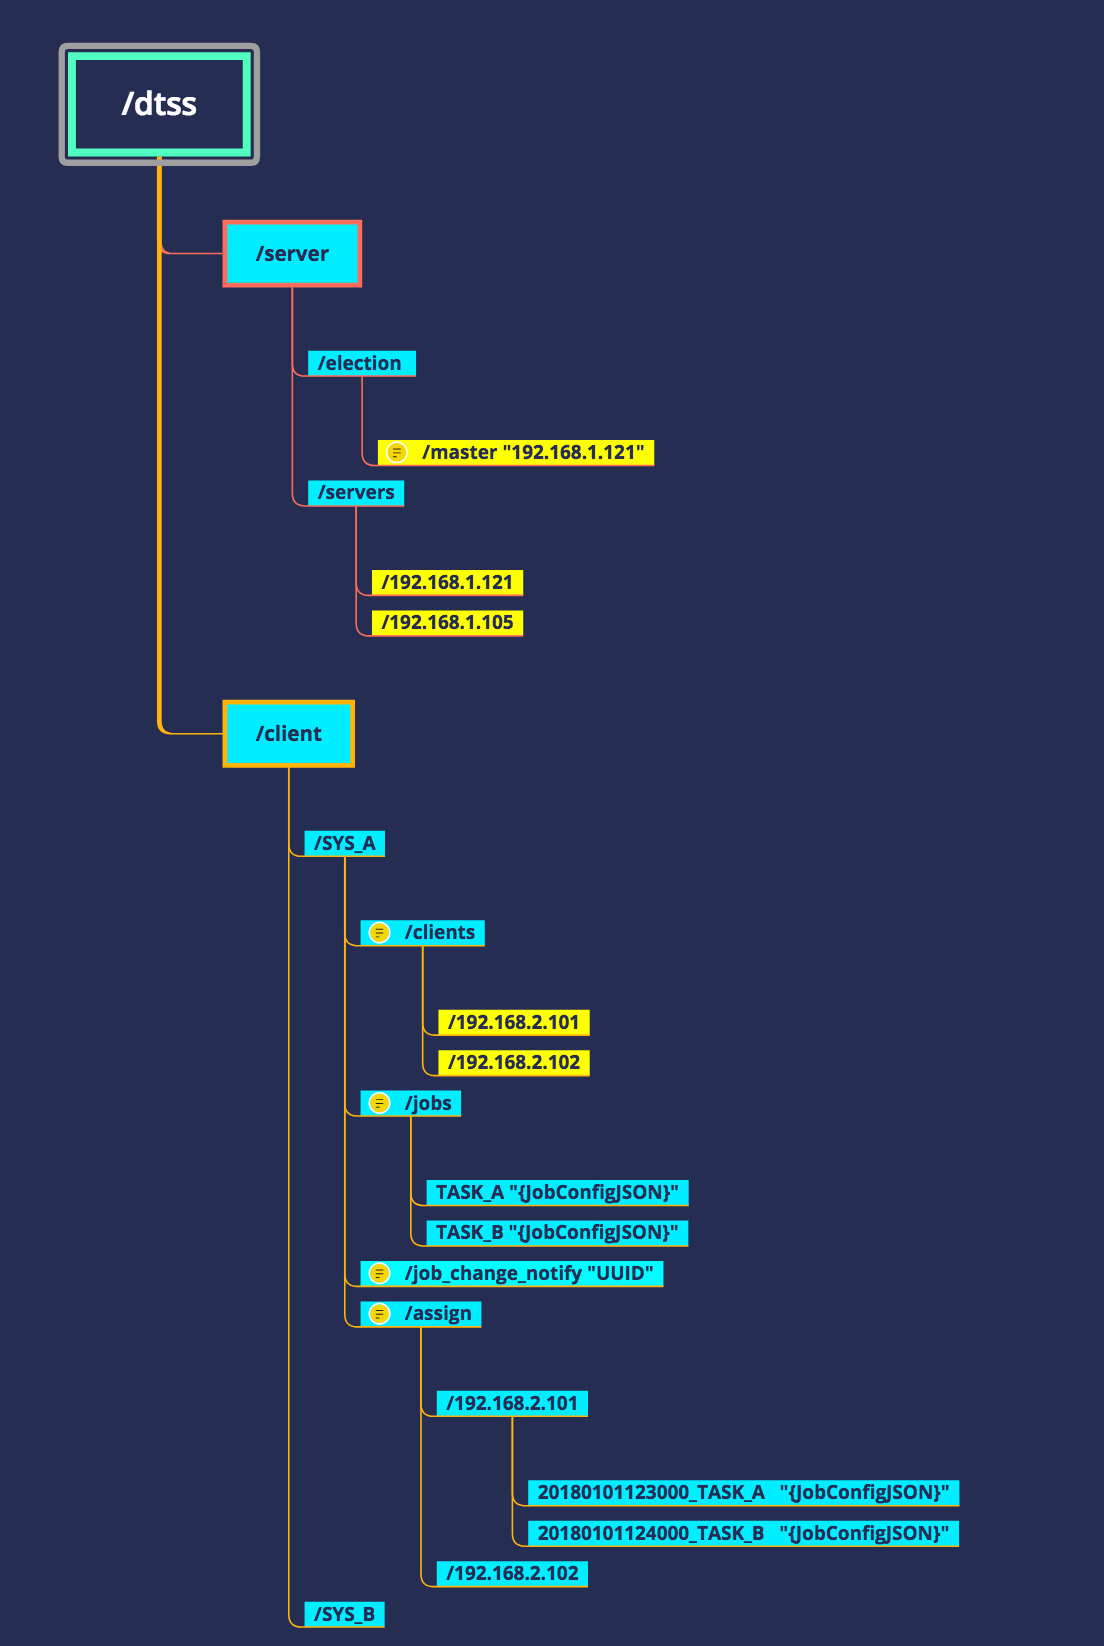 /dtss
/server
/election
/master "192.168.1.121"
/servers
/192.168.1.121
/192.168.1.105
/client
/SYS_A
/clients
/192.168.2.101
/192.168.2.102
/jobs
TASK_A "{JobConfigJSON}"
TASK_B "{JobConfigJSON}"
/job_change_notify "UUID"
/assign
/192.168.2.101
20180101123000_TASK_A "{JobConfigJSON}"
20180101124000_TASK_B "{JobConfigJSON}"
/192.168.2.102
/SYS_B